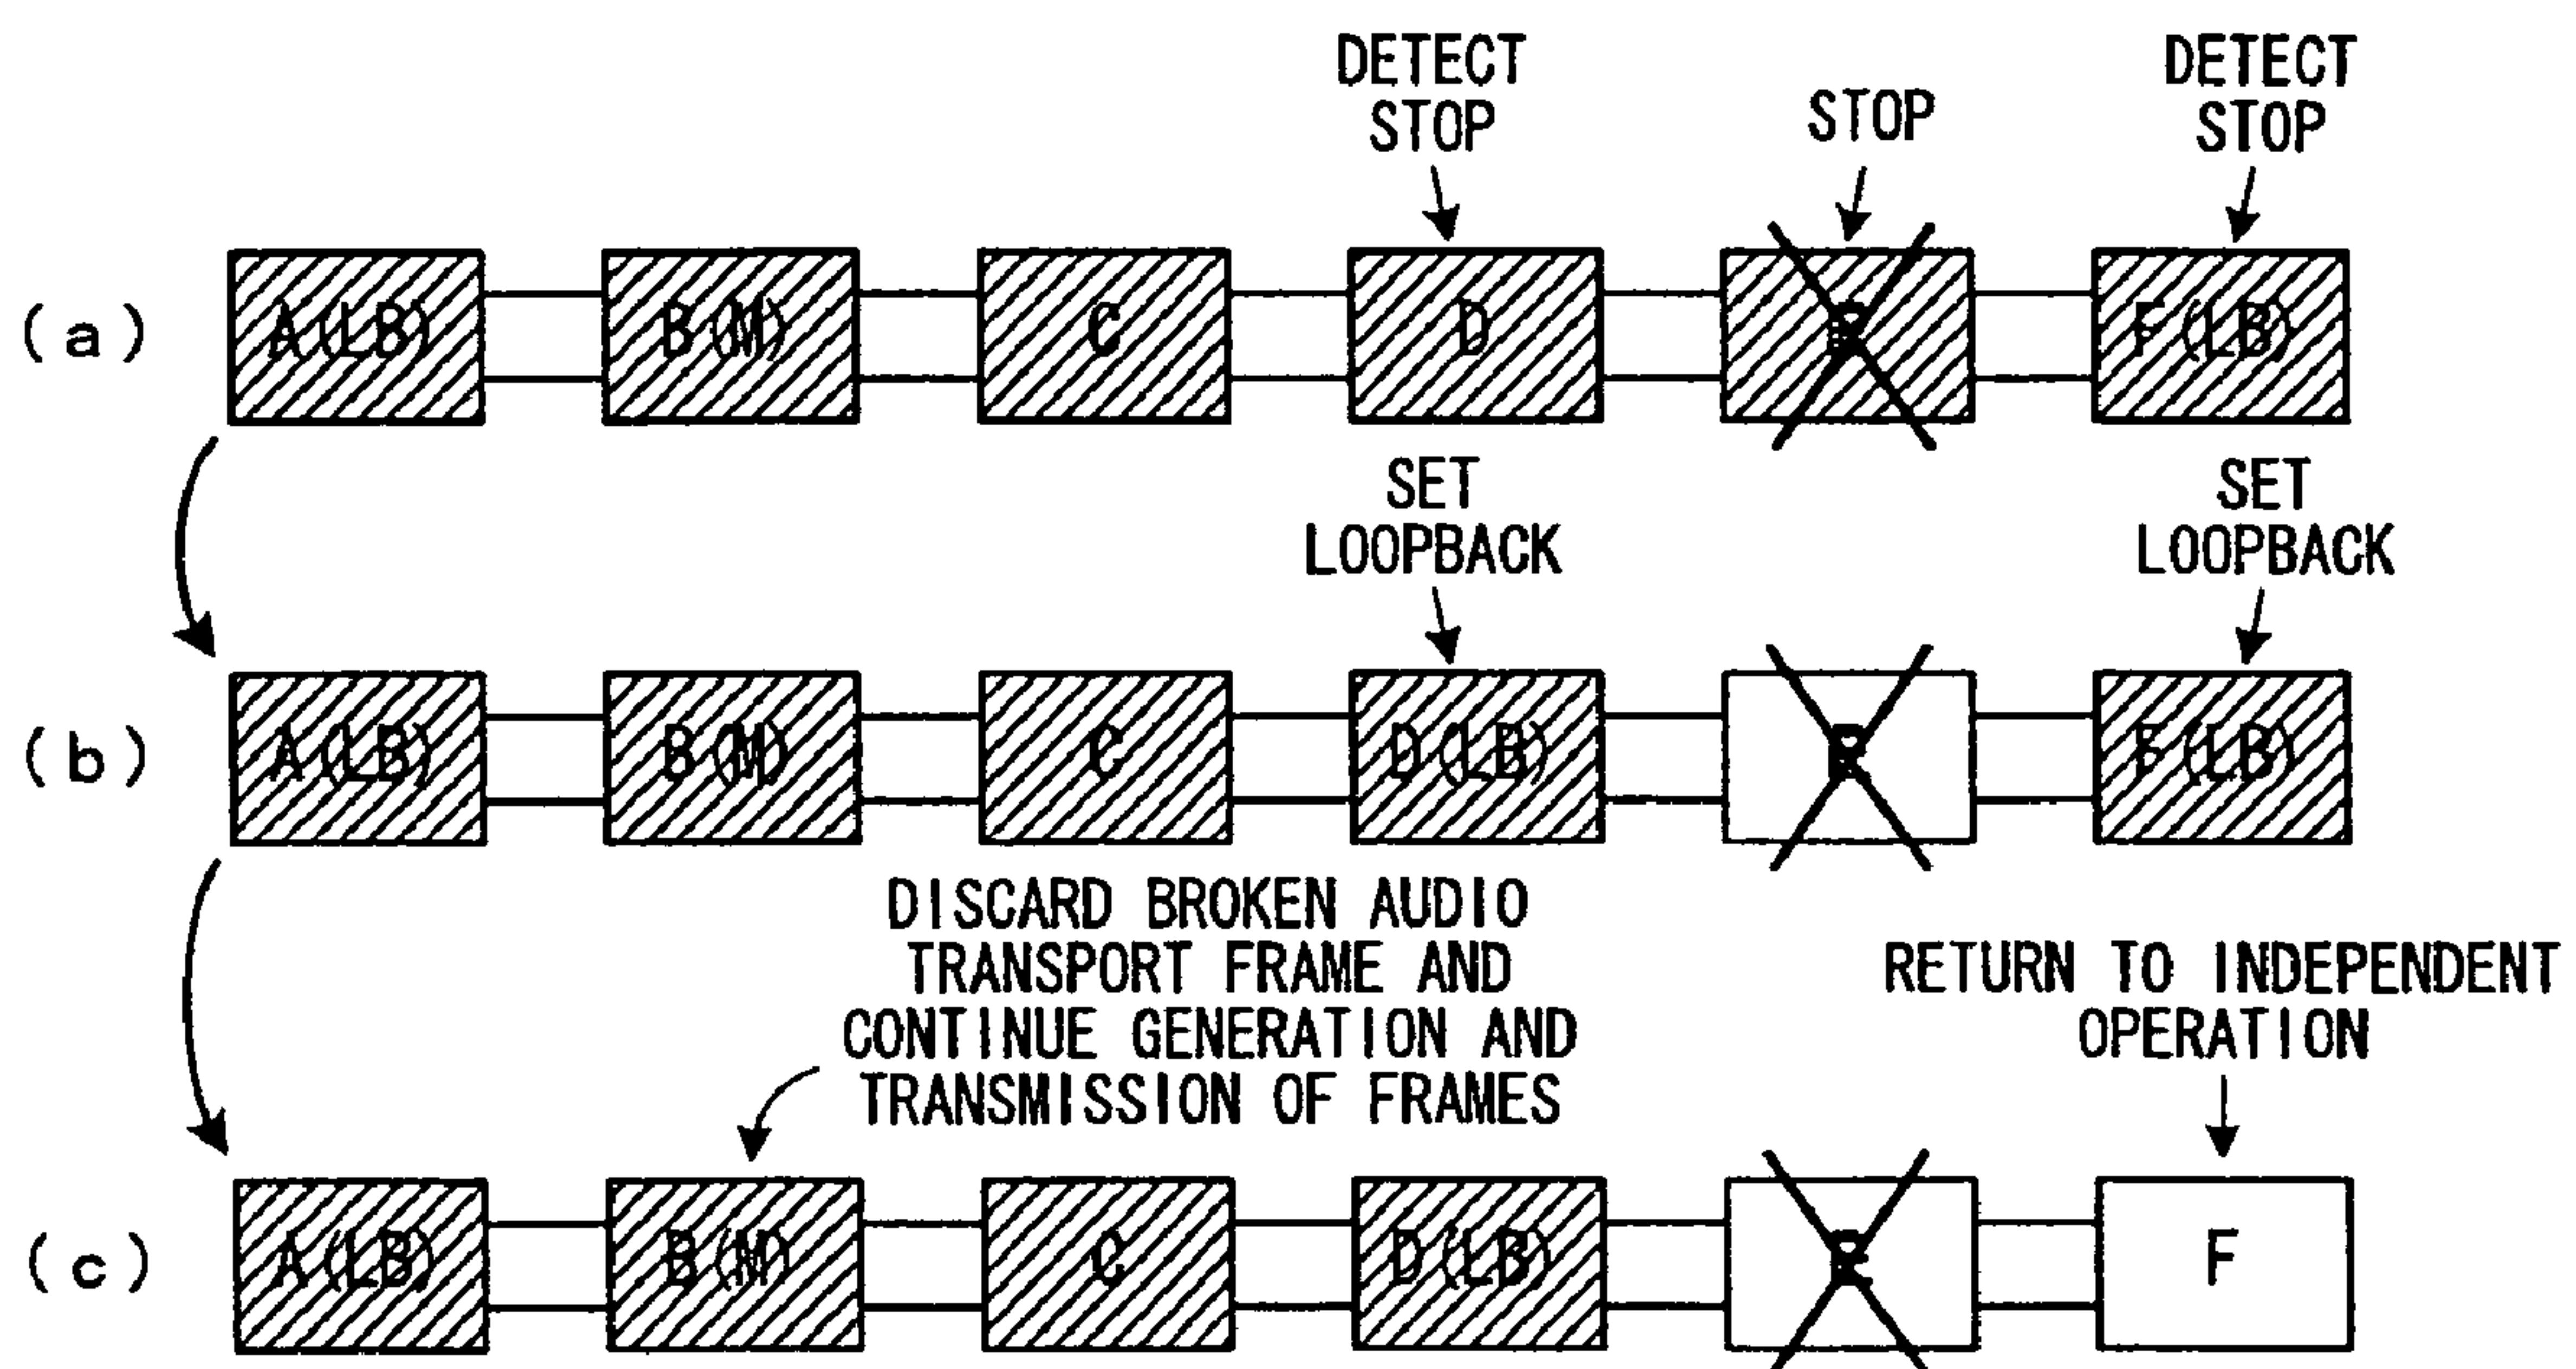 DETECT
STOP
STOP
DETECT
STOP
(a)
A(LB)
B(M)
C
D
E
F(LB)
SET
LOOPBACK
SET
LOOPBACK
(b)
A(LB)
B(M)
C
D(LB)
E
F(LB)
DISCARD BROKEN AUDIO
TRANSPORT FRAME AND
CONTINUE GENERATION AND
TRANSMISSION OF FRAMES
RETURN TO INDEPENDENT
OPERATION
(c)
A(LB)
B(M)
C
D(LB)
E
F